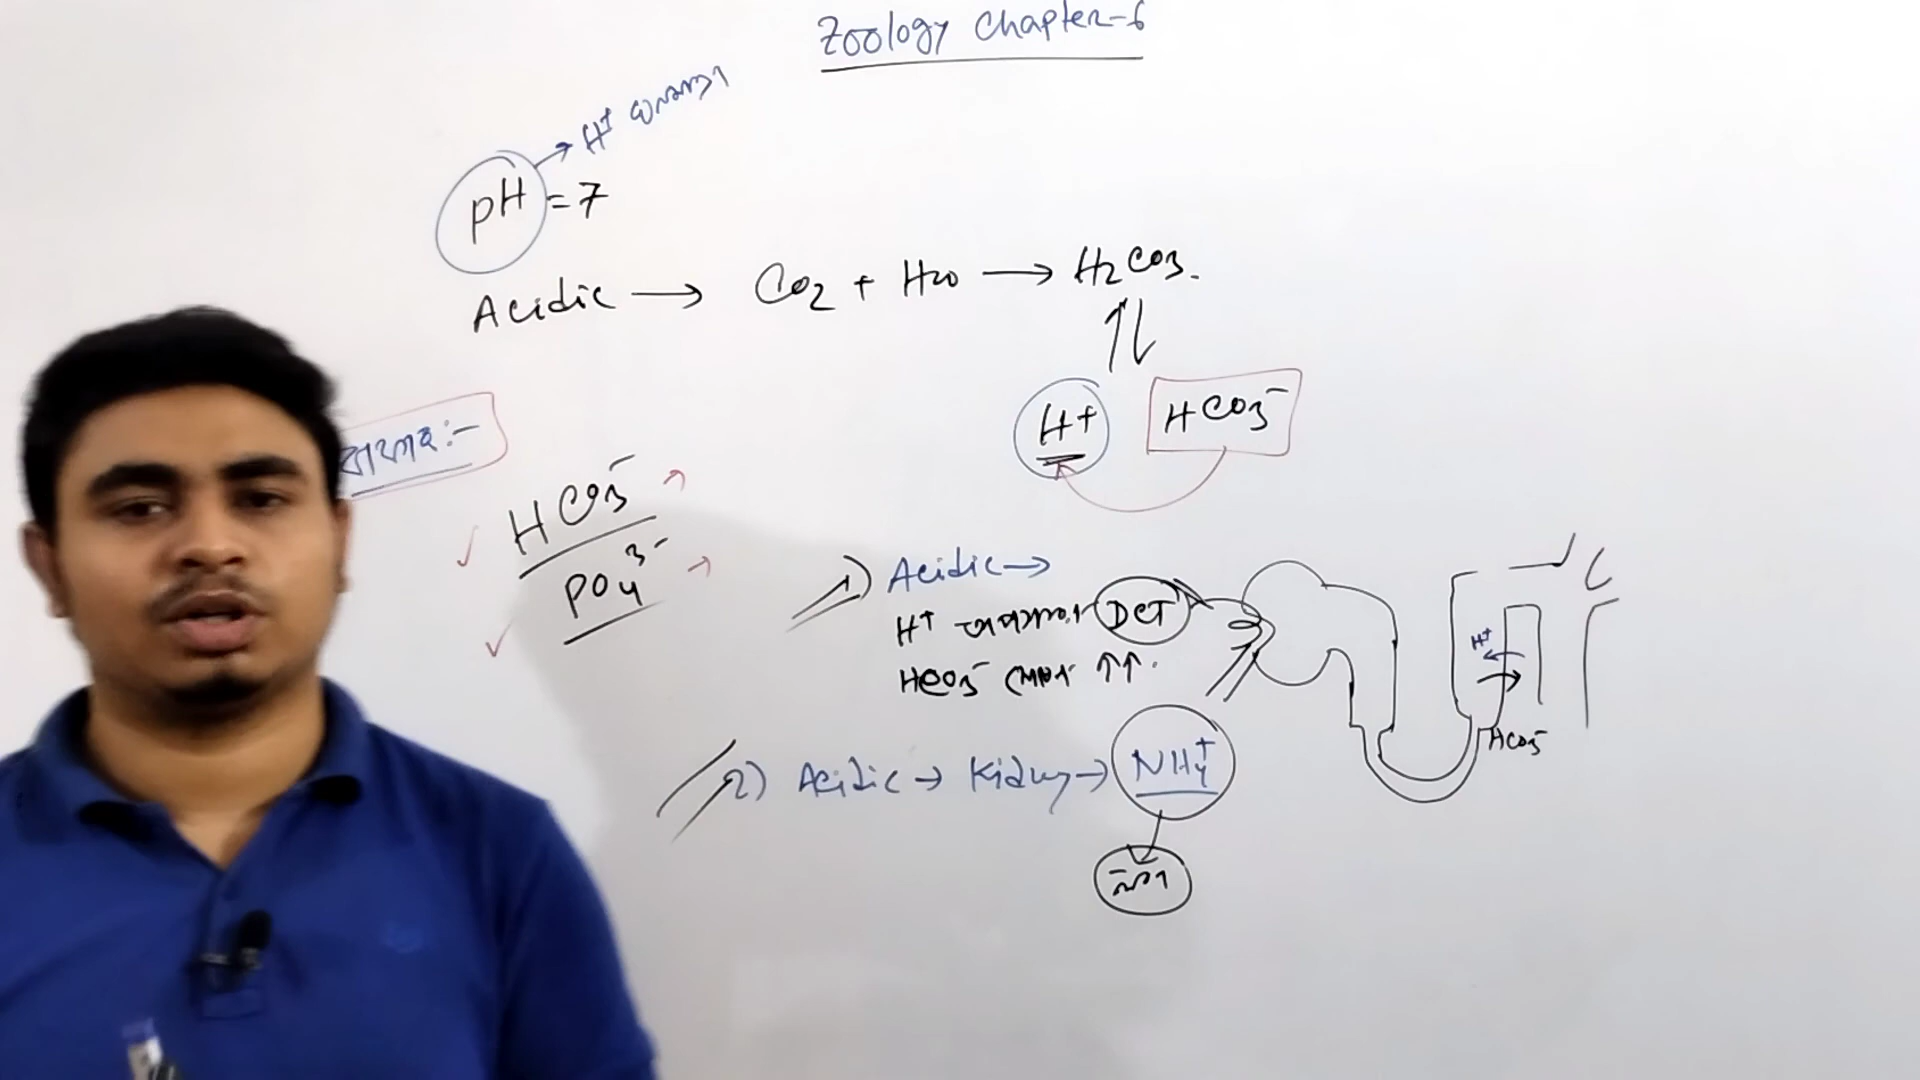 Zoology Chapter-6
H⁺
pH = 7
Acidic → CO2 + H2O → H2CO3.
⇅
H+ HCO3⁻
বাফার:-
HCO3⁻
PO4³⁻
1) Acidic →
H⁺ DCT
HCO3⁻ শোষণ ↑↑
H⁺
HCO3⁻
2) Acidic → Kidney → NH4⁺